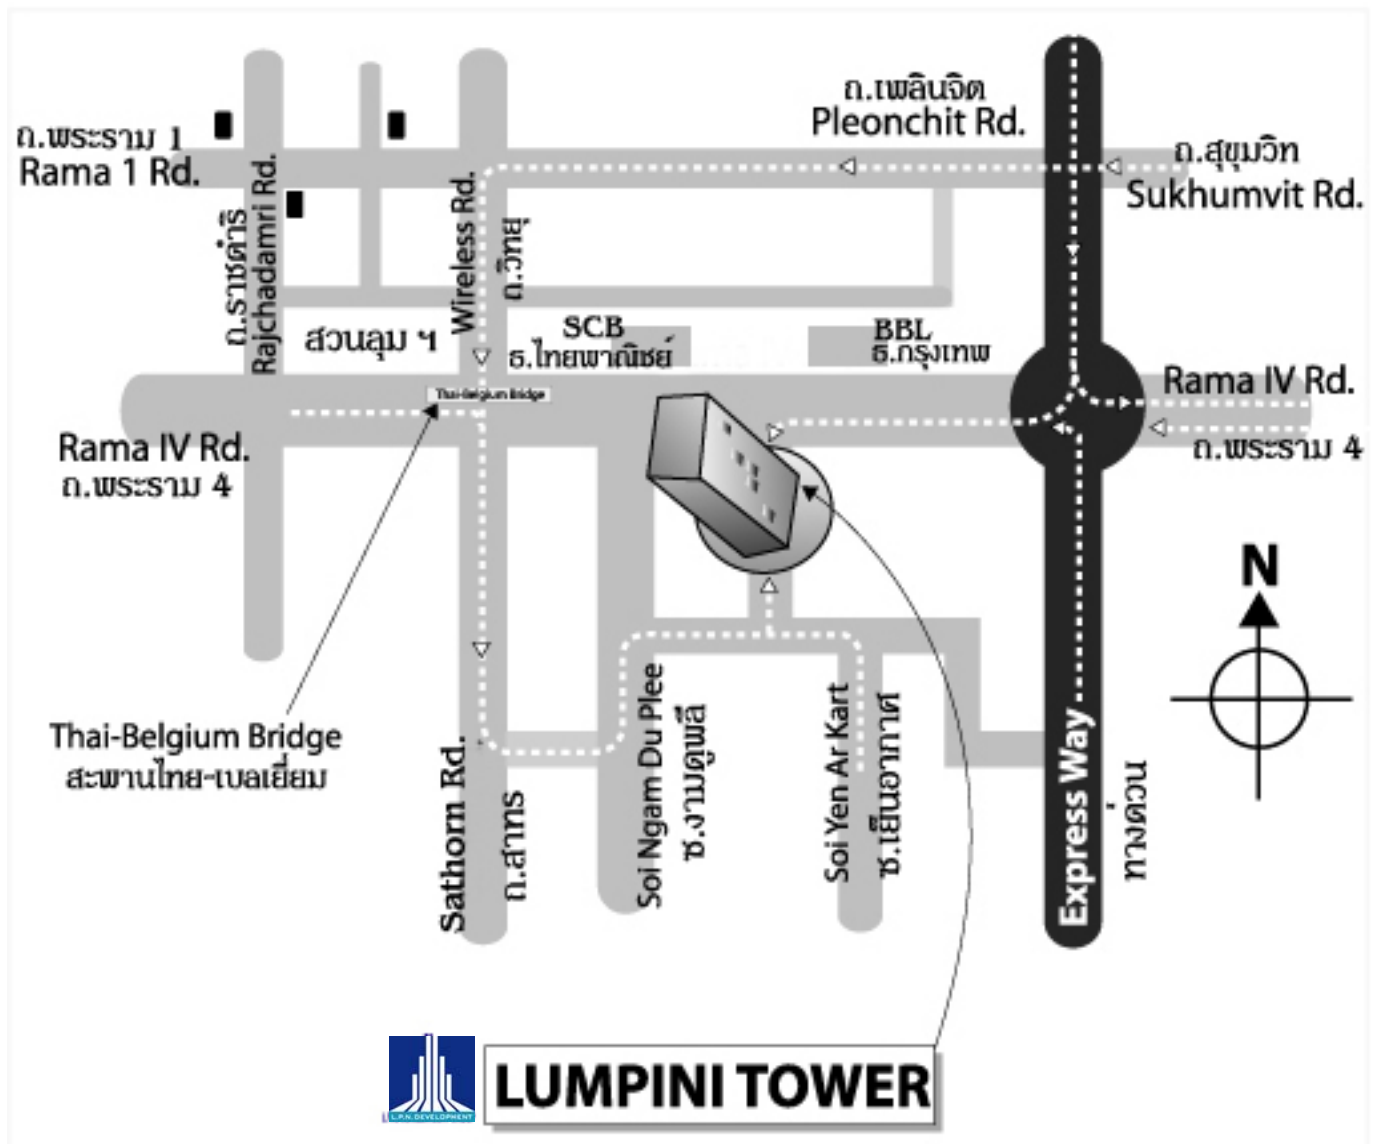 ถ.เพลินจิต
Pleonchit Rd.
ถ.พระราม 1
Rama 1 Rd.
ถ.สุขุมวิท
Sukhumvit Rd.
ถ.ราชดำริ
Rajchadamri Rd.
Wireless Rd.
ถ.วิทยุ
สวนลุม ฯ
SCB
ธ.ไทยพาณิชย์
BBL
ธ.กรุงเทพ
Thai-Belgium Bridge
Rama IV Rd.
ถ.พระราม 4
Rama IV Rd.
ถ.พระราม 4
N
Thai-Belgium Bridge
สะพานไทย-เบลเยี่ยม
Sathorn Rd.
ถ.สาทร
Soi Ngam Du Plee
ซ.งามดูพลี
Soi Yen Ar Kart
ซ.เย็นอากาศ
Express Way
ทางด่วน
L.P.N. DEVELOPMENT
LUMPINI TOWER